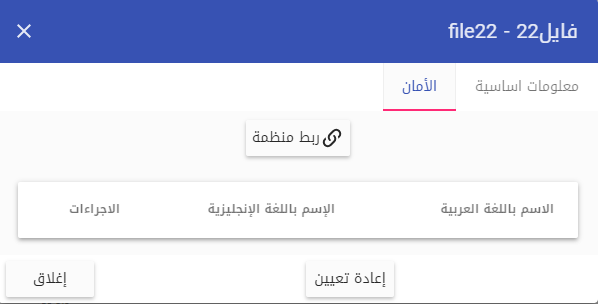 فايل22 - file22
معلومات اساسية
الأمان
ربط منظمة
الاسم باللغة العربية
الإسم باللغة الإنجليزية
الاجراءات
إعادة تعيين
إغلاق